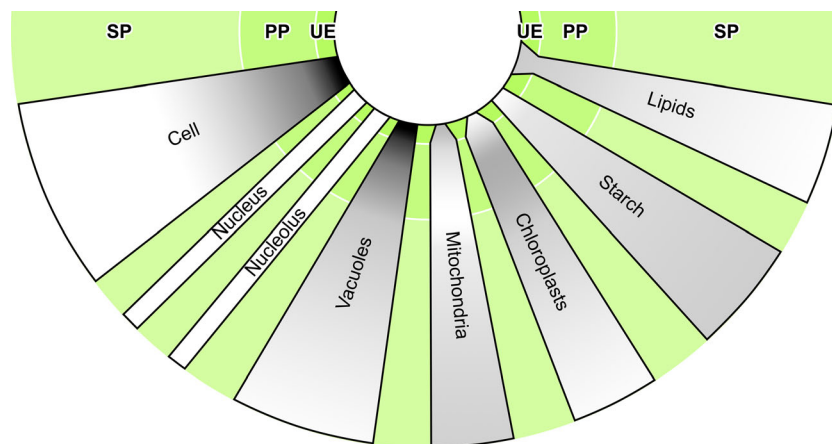 SP PP UE UE PP SP
Cell
Nucleus
Nucleolus
Vacuoles
Mitochondria
Chloroplasts
Starch
Lipids